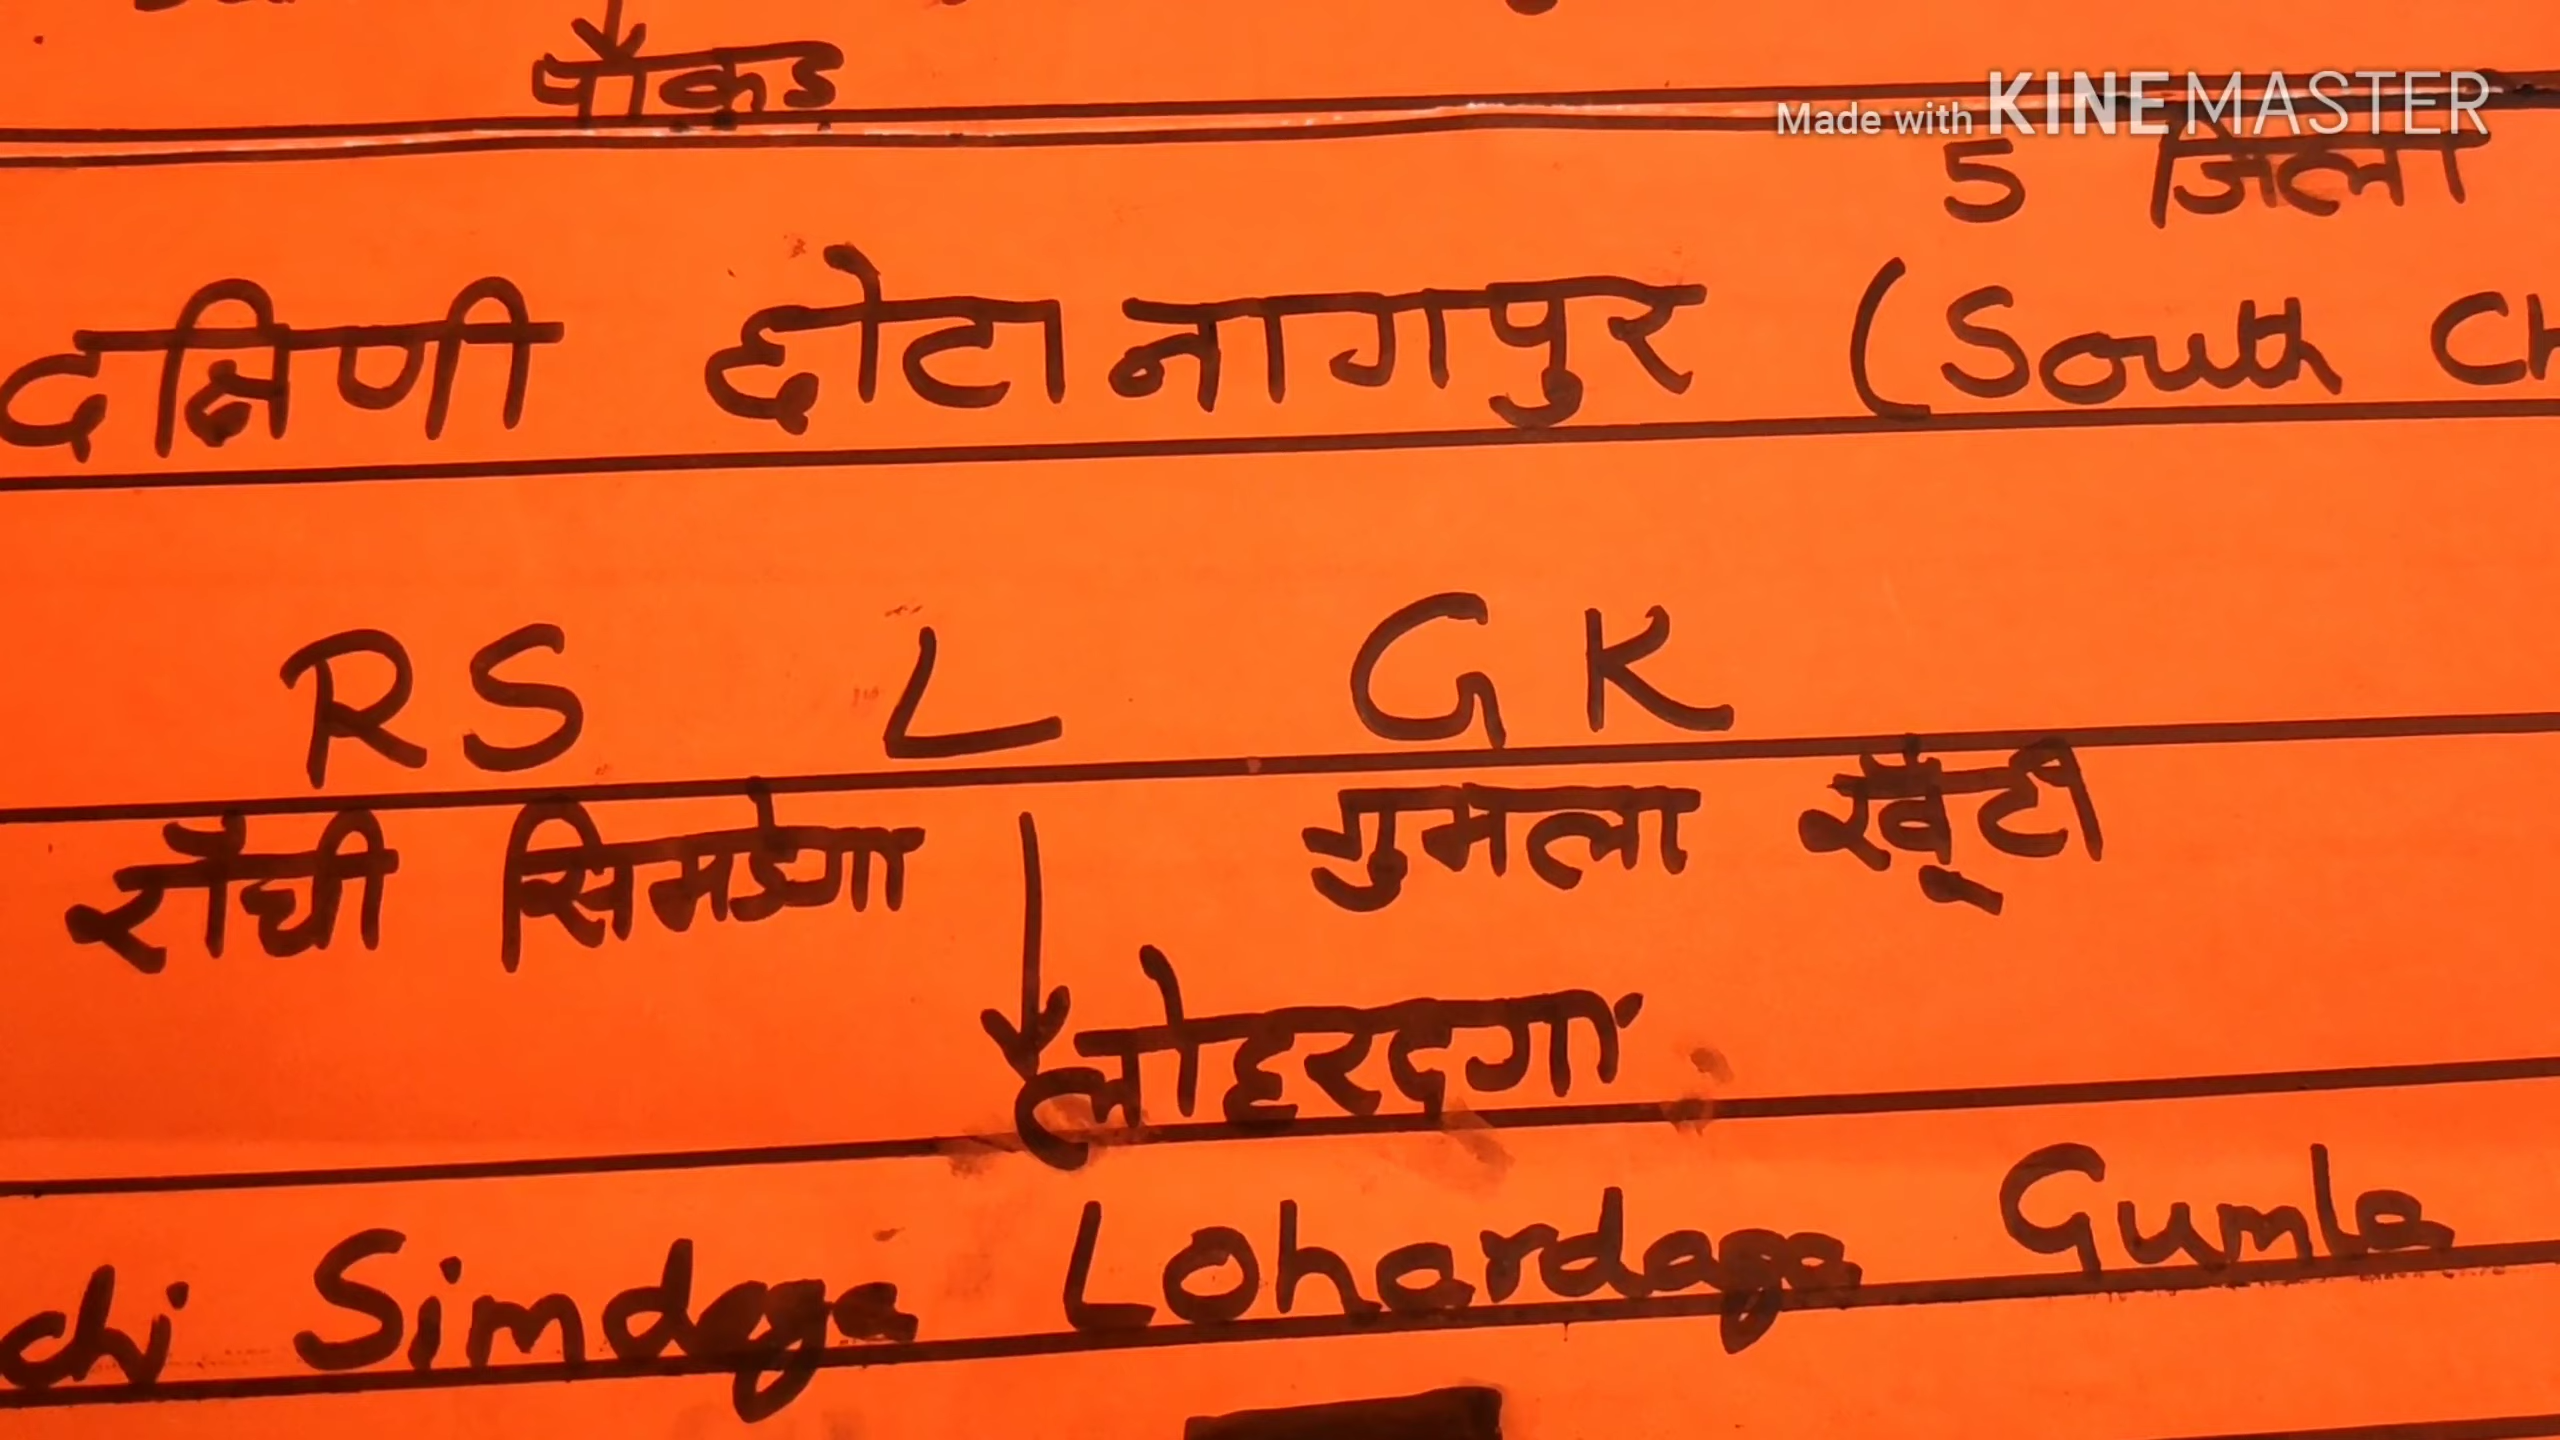 पाकड
Made with KINEMASTER
5 जिला
दक्षिणी छोटानागपुर (South Ch
RS L GK
राँची सिमडेगा गुमला खूँटी
लोहरदगा
chi Simdega Lohardaga Gumla